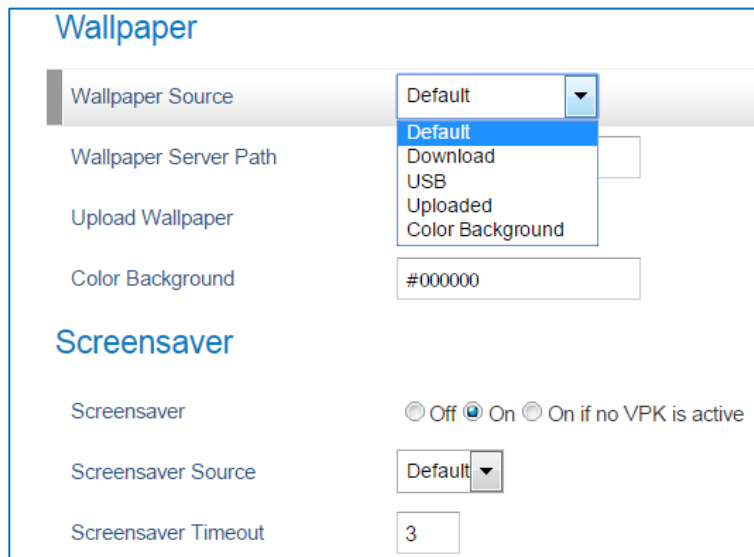 Wallpaper
Wallpaper Source Default
Default
Wallpaper Server Path Download
USB
Upload Wallpaper Uploaded
Color Background
Color Background #000000
Screensaver
Screensaver Off On On if no VPK is active
Screensaver Source Default
Screensaver Timeout 3